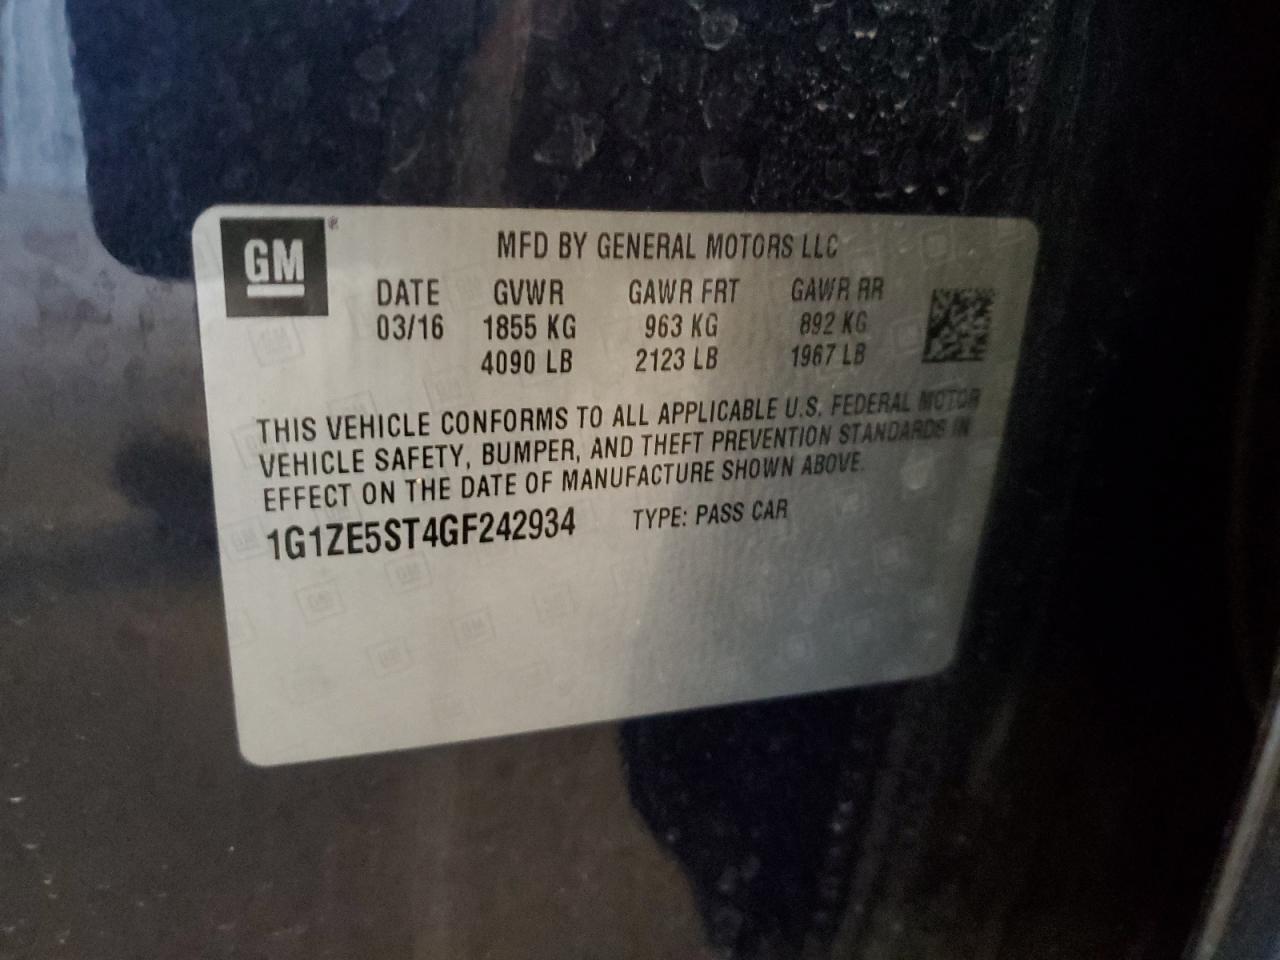 GM ®
MFD BY GENERAL MOTORS LLC
DATE GVWR GAWR FRT GAWR RR
03/16 1855 KG 963 KG 892 KG
4090 LB 2123 LB 1967 LB
THIS VEHICLE CONFORMS TO ALL APPLICABLE U.S. FEDERAL MOTOR
VEHICLE SAFETY, BUMPER, AND THEFT PREVENTION STANDARDS IN
EFFECT ON THE DATE OF MANUFACTURE SHOWN ABOVE.
1G1ZE5ST4GF242934 TYPE: PASS CAR